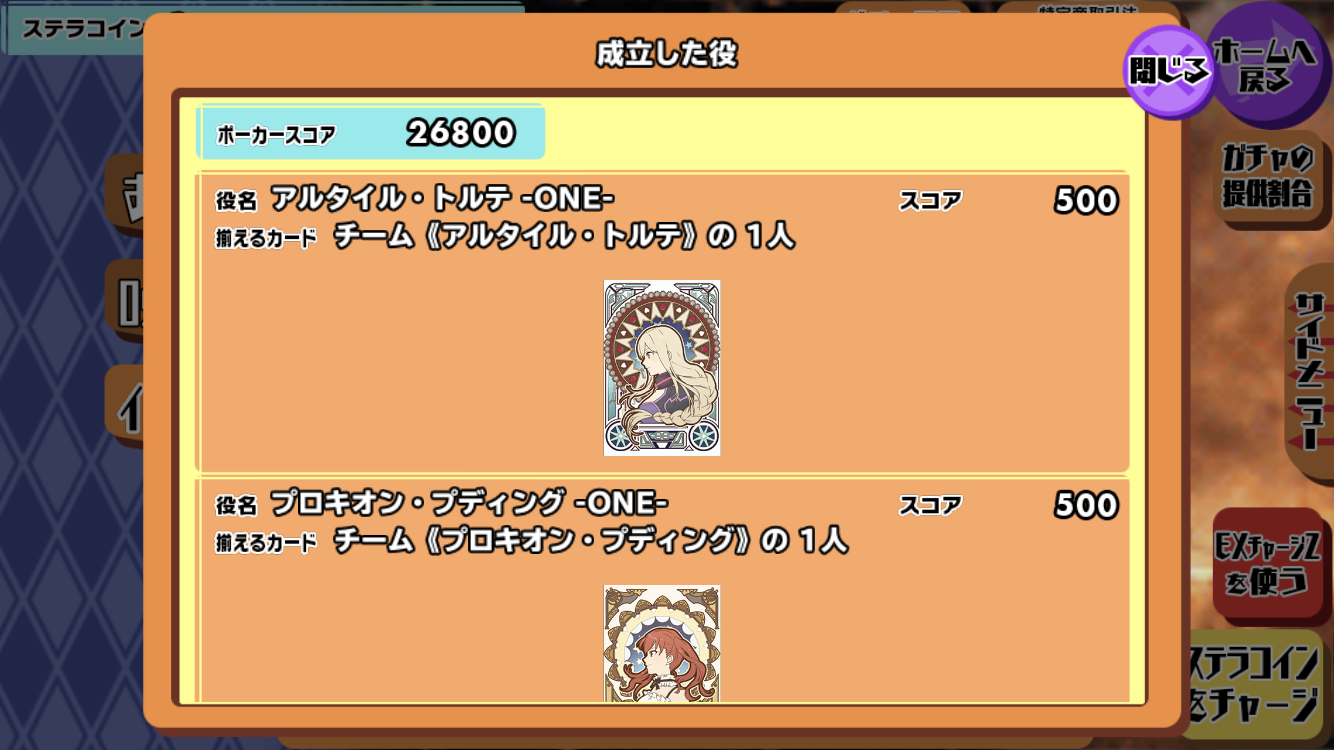 ステラコイン
特定商取引法
成立した役
閉じる
ホームへ
戻る
ポーカースコア 26800
ガチャの
提供割合
役名 アルタイル・トルテ -ONE- スコア 500
揃えるカード チーム《アルタイル・トルテ》の 1人
サイドメニュー
役名 プロキオン・プディング -ONE- スコア 500
揃えるカード チーム《プロキオン・プディング》の 1人
EXチャージZ
を使う
ステラコイン
をチャージ